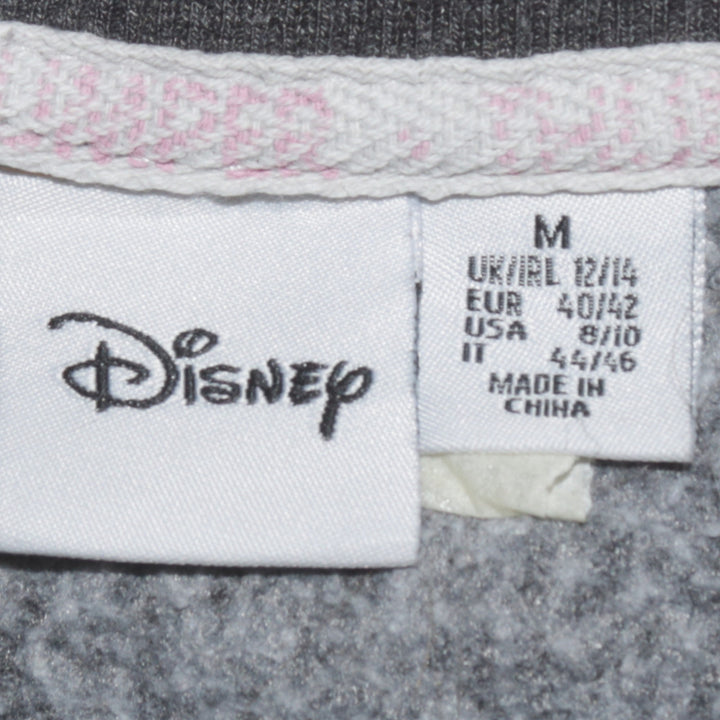 Disney
M
UK/IRL 12/14
EUR 40/42
USA 8/10
IT 44/46
MADE IN
CHINA